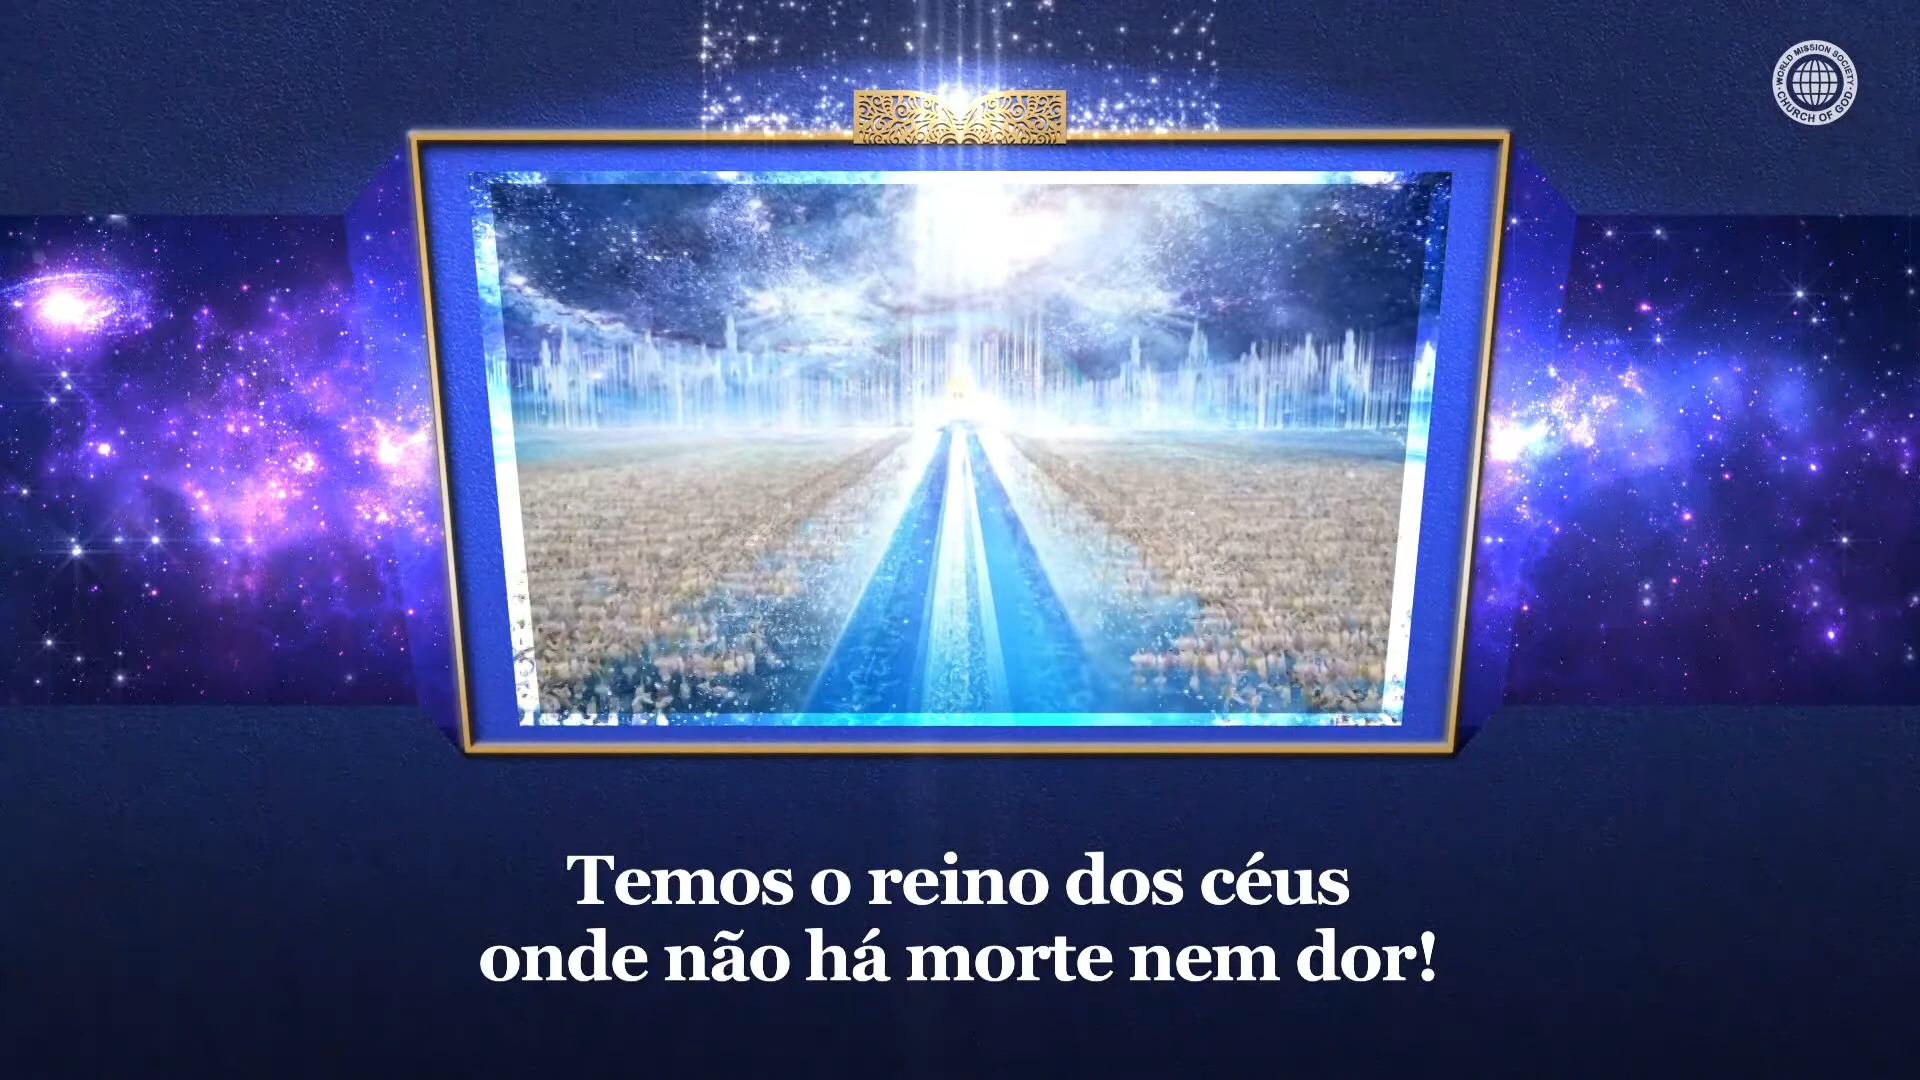 WORLD MISSION SOCIETY
CHURCH OF GOD
Temos o reino dos céus
onde não há morte nem dor!